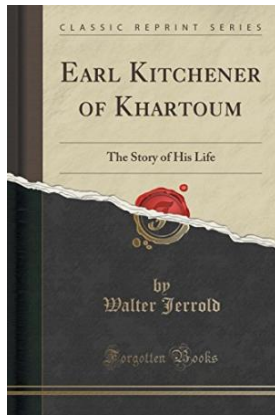 CLASSIC REPRINT SERIES
EARL KITCHENER
OF KHARTOUM
The Story of His Life
by
Walter Jerrold
Forgotten Books